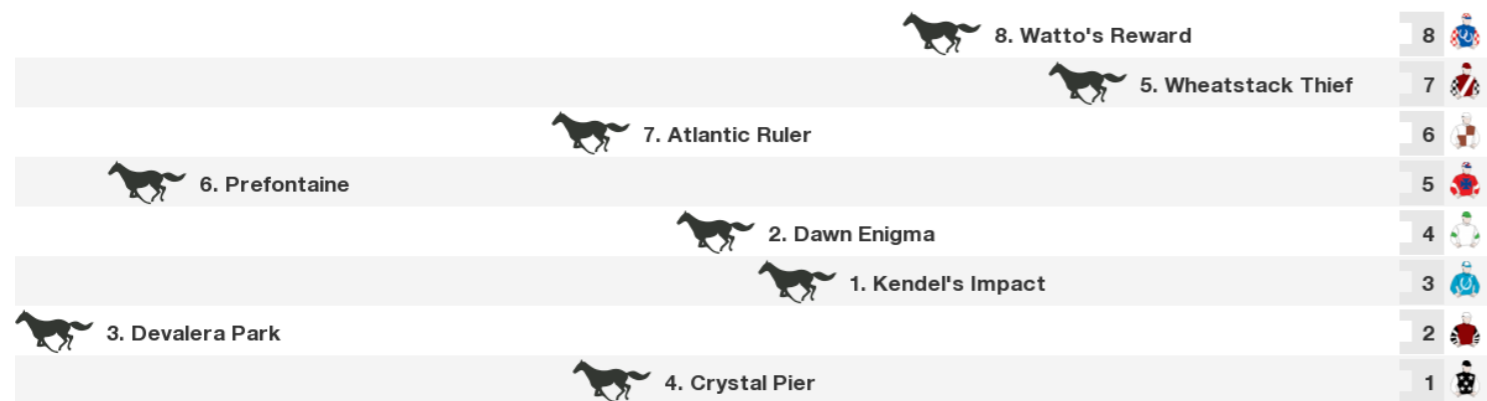 8. Watto's Reward 8
5. Wheatstack Thief 7
7. Atlantic Ruler 6
6. Prefontaine 5
2. Dawn Enigma 4
1. Kendel's Impact 3
3. Devalera Park 2
4. Crystal Pier 1